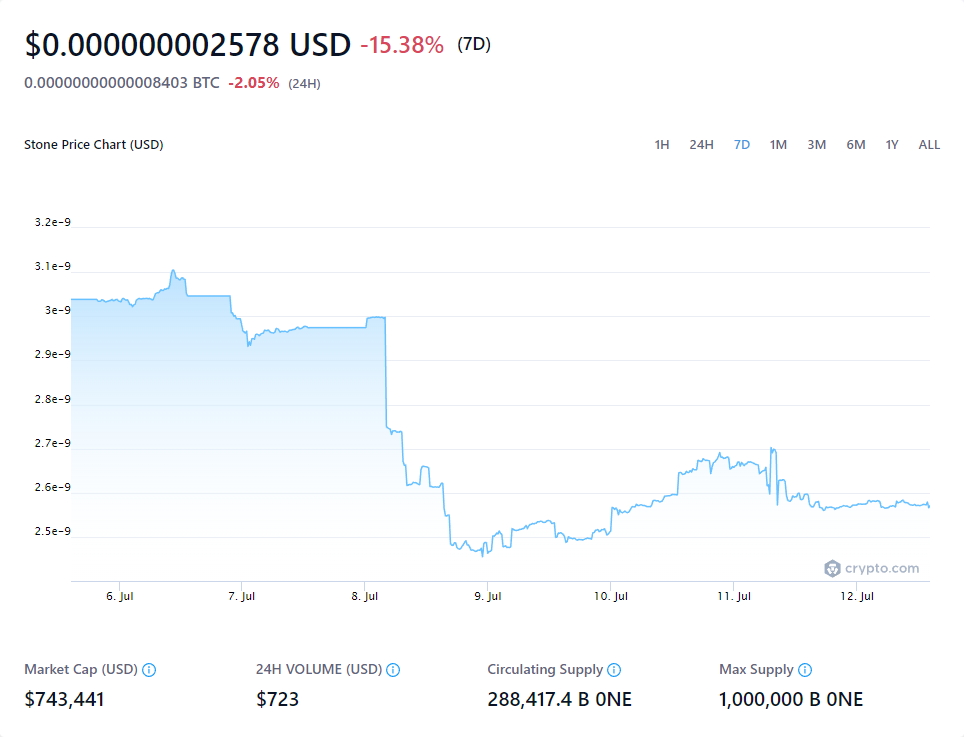 $0.000000002578 USD -15.38% (7D)
0.00000000000008403 BTC -2.05% (24H)
Stone Price Chart (USD) 1H 24H 7D 1M 3M 6M 1Y ALL
3.2e-9
3.1e-9
3e-9
2.9e-9
2.8e-9
2.7e-9
2.6e-9
2.5e-9
crypto.com
6. Jul 7. Jul 8. Jul 9. Jul 10. Jul 11. Jul 12. Jul
Market Cap (USD) 24H VOLUME (USD) Circulating Supply Max Supply
$743,441 $723 288,417.4 B 0NE 1,000,000 B 0NE